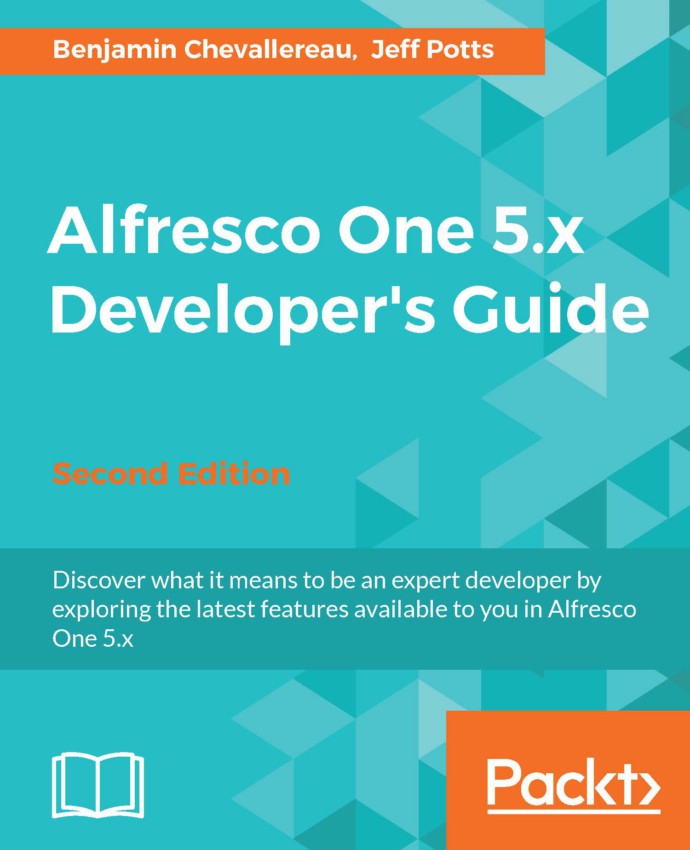 Benjamin Chevallereau, Jeff Potts
Alfresco One 5.x
Developer's Guide
Second Edition
Discover what it means to be an expert developer by
exploring the latest features available to you in Alfresco
One 5.x
Packt>